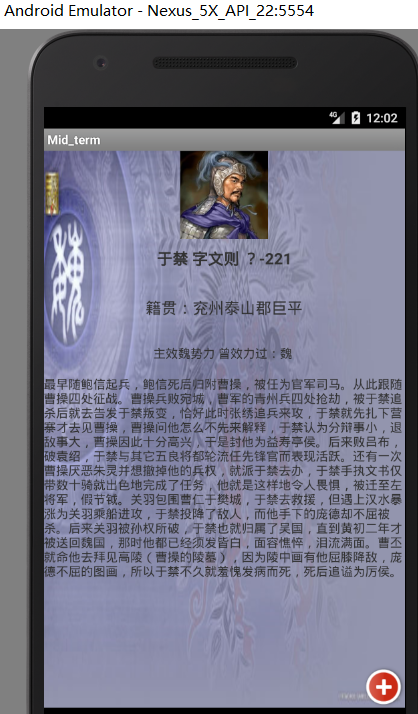 Android Emulator - Nexus_5X_API_22:5554
4G 12:02
Mid_term
魏
于禁 字文则 ？-221
籍贯：兖州泰山郡巨平
主效魏势力 曾效力过：魏
最早随鲍信起兵，鲍信死后归附曹操，被任为官军司马。从此跟随
曹操四处征战。曹操兵败宛城，曹军的青州兵四处抢劫，被于禁追
杀后就去告发于禁叛变，恰好此时张绣追兵来攻，于禁就先扎下营
寨才去见曹操，曹操问他怎么不先来解释，于禁认为分辩事小，退
敌事大，曹操因此十分高兴，于是封他为益寿亭侯。后来败吕布，
破袁绍，于禁与其它五良将都轮流任先锋官而表现活跃。还有一次
曹操厌恶朱灵并想撤掉他的兵权，就派于禁去办，于禁手执文书仅
带数十骑就出色地完成了任务，他就是这样地令人畏惧，被迁至左
将军，假节钺。关羽包围曹仁于樊城，于禁去救援，但遇上汉水暴
涨为关羽乘船进攻，于禁投降了敌人，而他手下的庞德却不屈被
杀。后来关羽被孙权所破，于禁也就归属了吴国，直到黄初二年才
被送回魏国，那时他都已经须发皆白，面容憔悴，泪流满面。曹丕
就命他去拜见高陵（曹操的陵墓），因为陵中画有他屈膝降敌，庞
德不屈的图画，所以于禁不久就羞愧发病而死，死后追谥为厉侯。